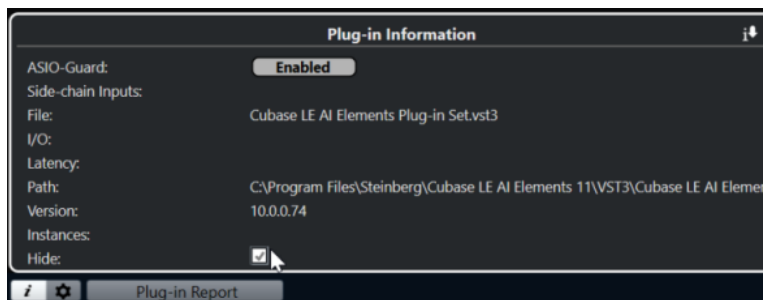 Plug-in Information
ASIO-Guard: Enabled
Side-chain Inputs:
File: Cubase LE AI Elements Plug-in Set.vst3
I/O:
Latency:
Path: C:\Program Files\Steinberg\Cubase LE AI Elements 11\VST3\Cubase LE AI Elemen
Version: 10.0.0.74
Instances:
Hide:
i Plug-in Report